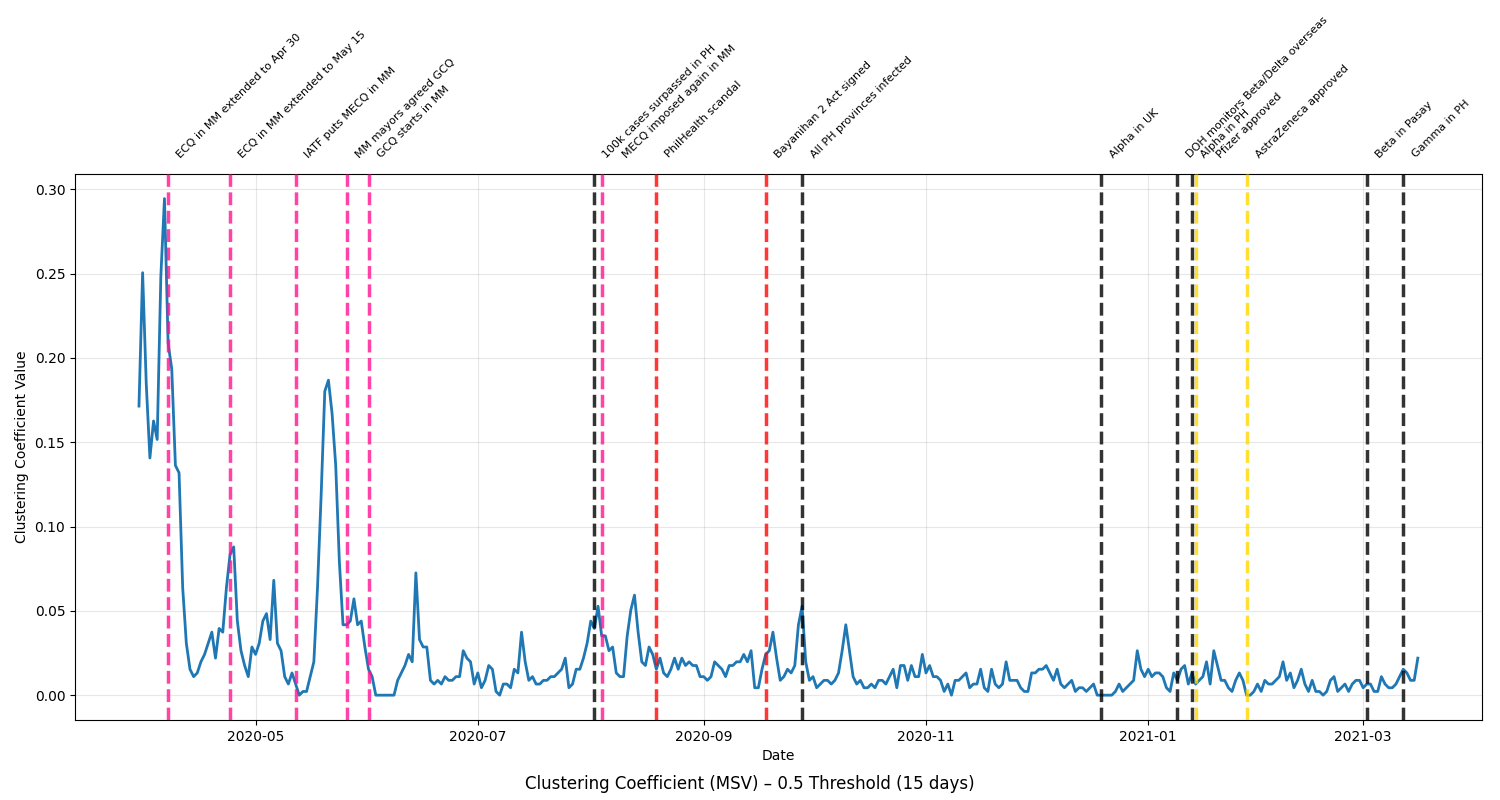 ECQ in MM extended to Apr 30
ECQ in MM extended to May 15
IATF puts MECQ in MM
MM mayors agreed GCQ
GCQ starts in MM
100k cases surpassed in PH
MECQ imposed again in MM
PhilHealth scandal
Bayanihan 2 Act signed
All PH provinces infected
Alpha in UK
DOH monitors Beta/Delta overseas
Alpha in PH
Pfizer approved
AstraZeneca approved
Beta in Pasay
Gamma in PH
0.30
0.25
0.20
0.15
0.10
0.05
0.00
Clustering Coefficient Value
2020-05
2020-07
2020-09
2020-11
2021-01
2021-03
Date
Clustering Coefficient (MSV) – 0.5 Threshold (15 days)